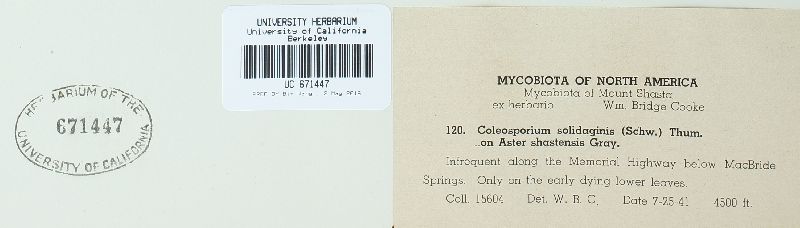 HERBARIUM OF THE
671447
UNIVERSITY OF CALIFORNIA
UNIVERSITY HERBARIUM
University of California
Berkeley
UC 671447
MYCOBIOTA OF NORTH AMERICA
Mycobiota of Mount Shasta
ex herbario Wm. Bridge Cooke
120. Coleosporium solidaginis (Schw.) Thum.
..on Aster shastensis Gray.
Infrequent along the Memorial Highway below MacBride
Springs. Only on the early dying lower leaves.
Coll. 15604 Det. W. B. C. Date 7-25-41 4500 ft.